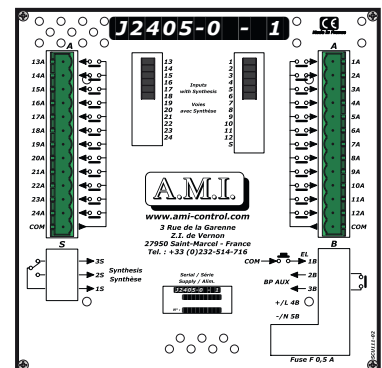 J2405-0 - 1
CE
Made in France
A
13A
14A
15A
16A
17A
18A
19A
20A
21A
22A
23A
24A
COM
S
3S
2S
1S
Synthesis
Synthèse
13
14
15
16
17
18
19
20
21
22
23
24
Inputs
with Synthesis
Voies
avec Synthèse
1
2
3
4
5
6
7
8
9
10
11
12
S
A
1A
2A
3A
4A
5A
6A
7A
8A
9A
10A
11A
12A
COM
B
A.M.I.
www.ami-control.com
3 Rue de la Garenne
Z.I. de Vernon
27950 Saint-Marcel - France
Tel. : +33 (0)232-514-716
Serial / Série
Supply / Alim.
J2405-0 - 1
N° :
COM
EL
1B
2B
BP AUX
3B
+/L 4B
-/N 5B
Fuse F 0,5 A
SCU111-02